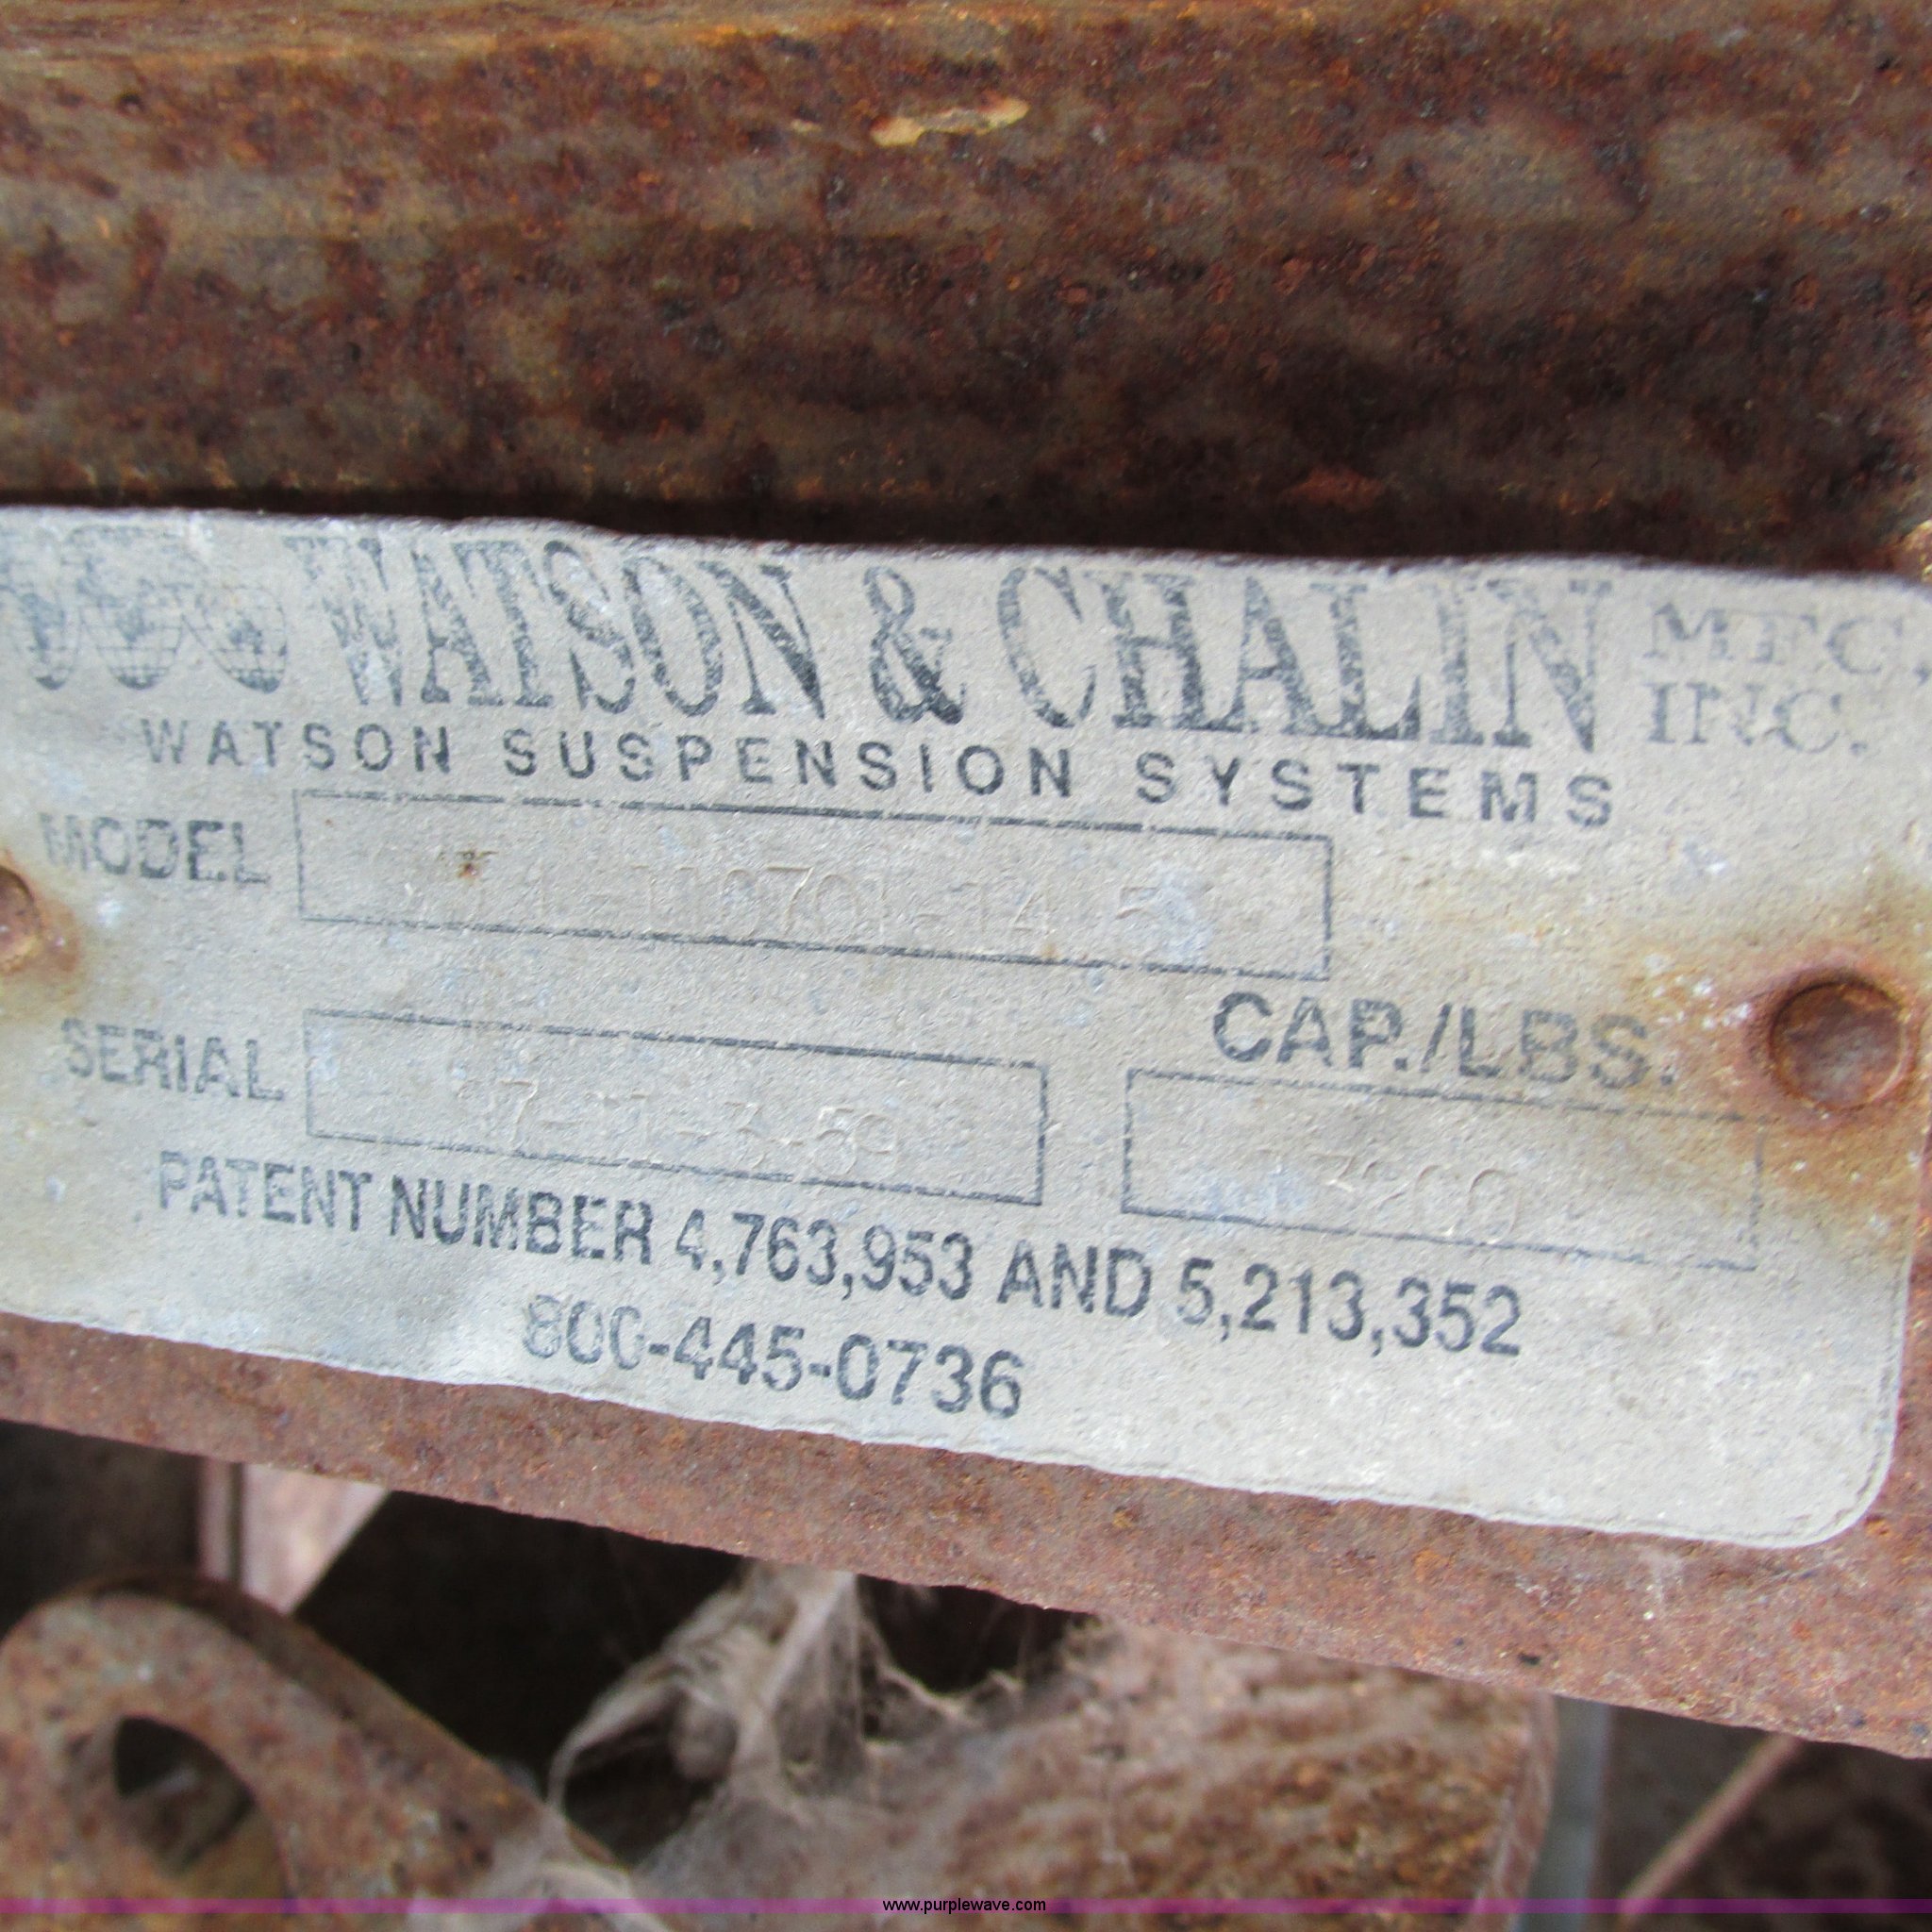 WATSON & CHALIN MFG. INC.
WATSON SUSPENSION SYSTEMS
MODEL
CAP./LBS.
SERIAL
PATENT NUMBER 4,763,953 AND 5,213,352
800-445-0736
www.purplewave.com